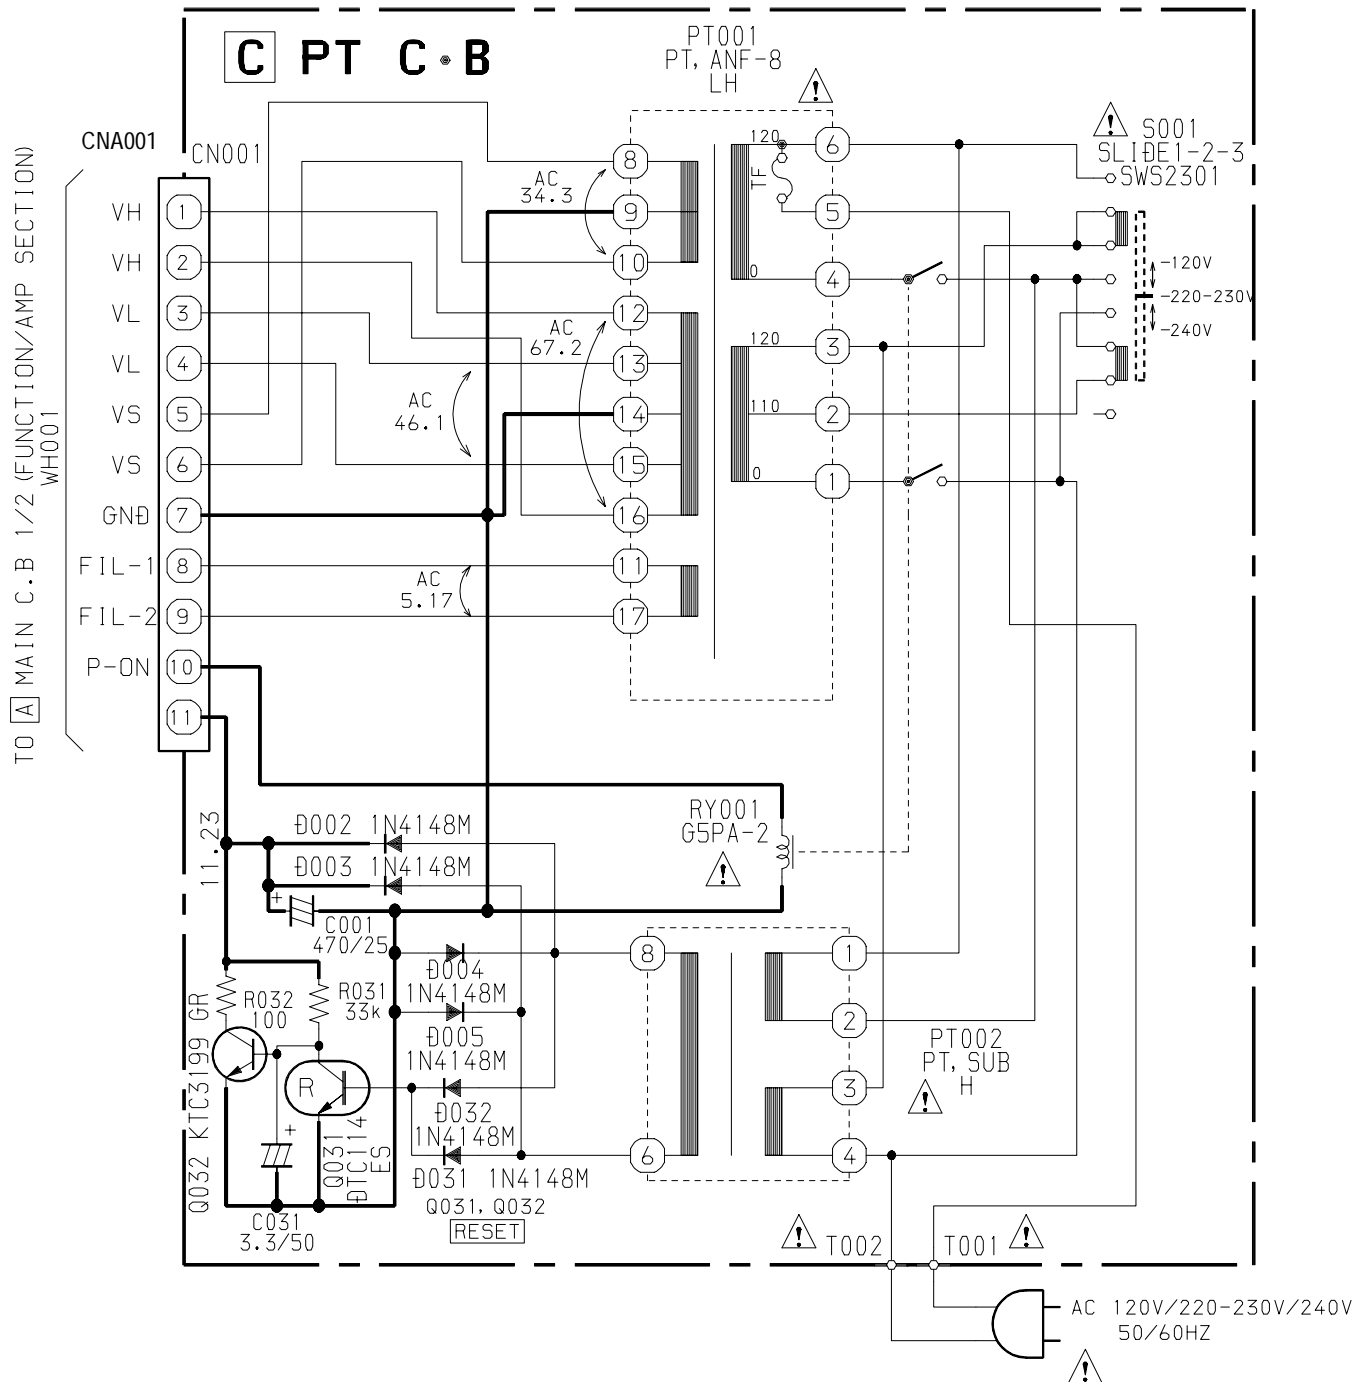 C PT C•B
PT001
PT, ANF-8
LH
S001
SLIDE1-2-3
SWS2301
-120V
-220-230V
-240V
TO A MAIN C.B 1/2 (FUNCTION/AMP SECTION)
WH001
CNA001
CN001
VH 1
VH 2
VL 3
VL 4
VS 5
VS 6
GND 7
FIL-1 8
FIL-2 9
P-ON 10
11
AC
34.3
AC
67.2
AC
46.1
AC
5.17
8
9
10
12
13
14
15
16
11
17
120
TF
0
120
110
0
6
5
4
3
2
1
RY001
G5PA-2
11.23
D002 1N4148M
D003 1N4148M
+
C001
470/25
D004
1N4148M
D005
1N4148M
D032
1N4148M
D031 1N4148M
Q031, Q032
RESET
R032
100
R031
33k
Q032 KTC3199 GR
R
Q031
DTC114
ES
+
C031
3.3/50
8
6
1
2
3
4
PT002
PT, SUB
H
T002
T001
AC 120V/220-230V/240V
50/60HZ